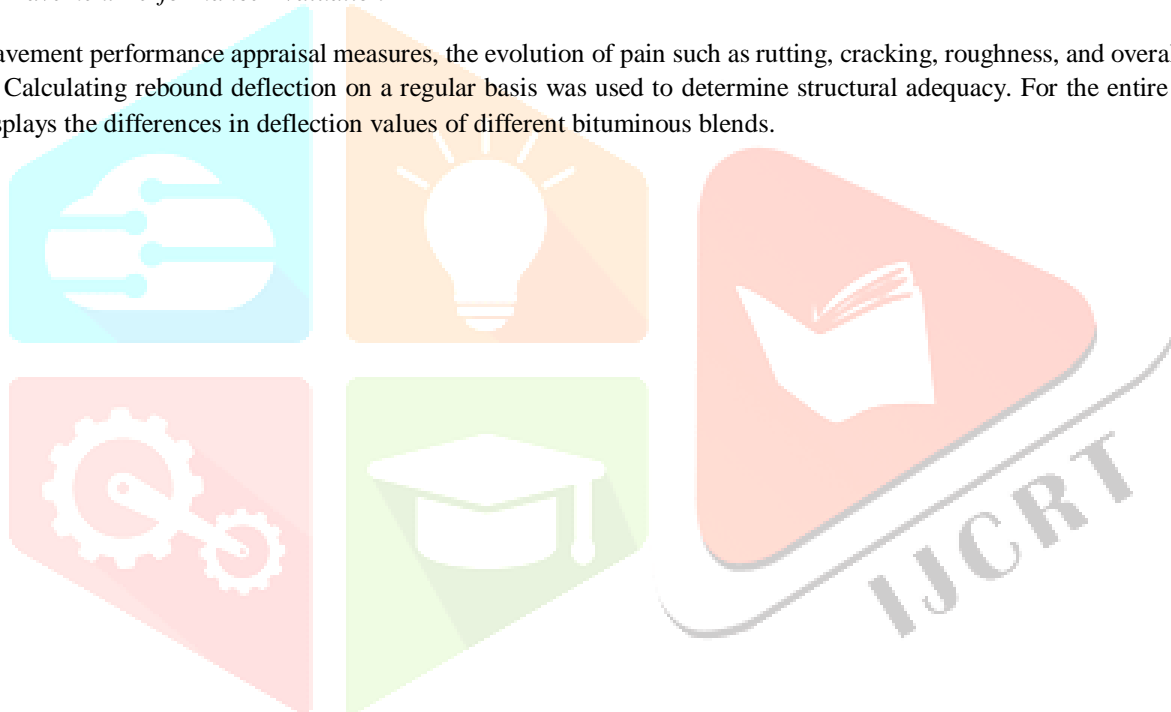 avement performance appraisal measures, the evolution of pain such as rutting, cracking, roughness, and overal
Calculating rebound deflection on a regular basis was used to determine structural adequacy. For the entire
splays the differences in deflection values of different bituminous blends.
IJCRT